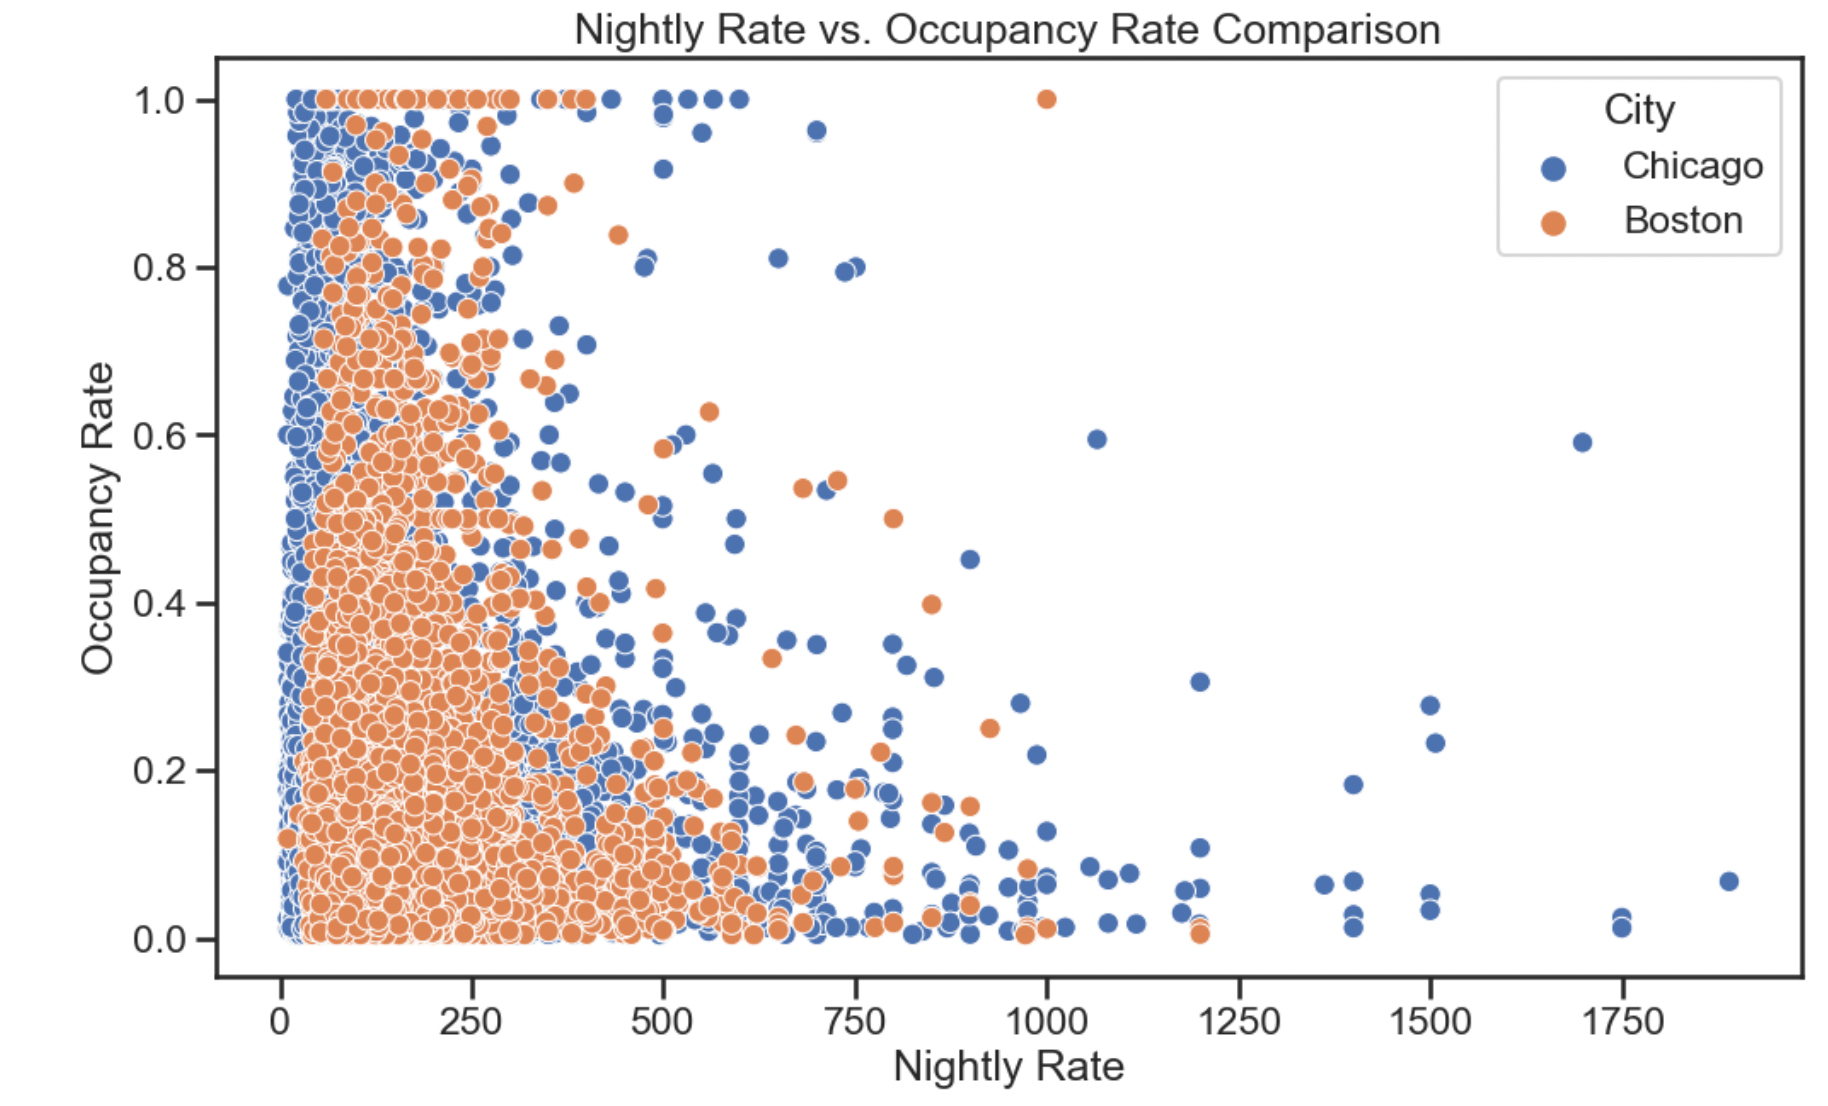 Nightly Rate vs. Occupancy Rate Comparison
City
Chicago
Boston
Occupancy Rate
1.0
0.8
0.6
0.4
0.2
0.0
0 250 500 750 1000 1250 1500 1750
Nightly Rate